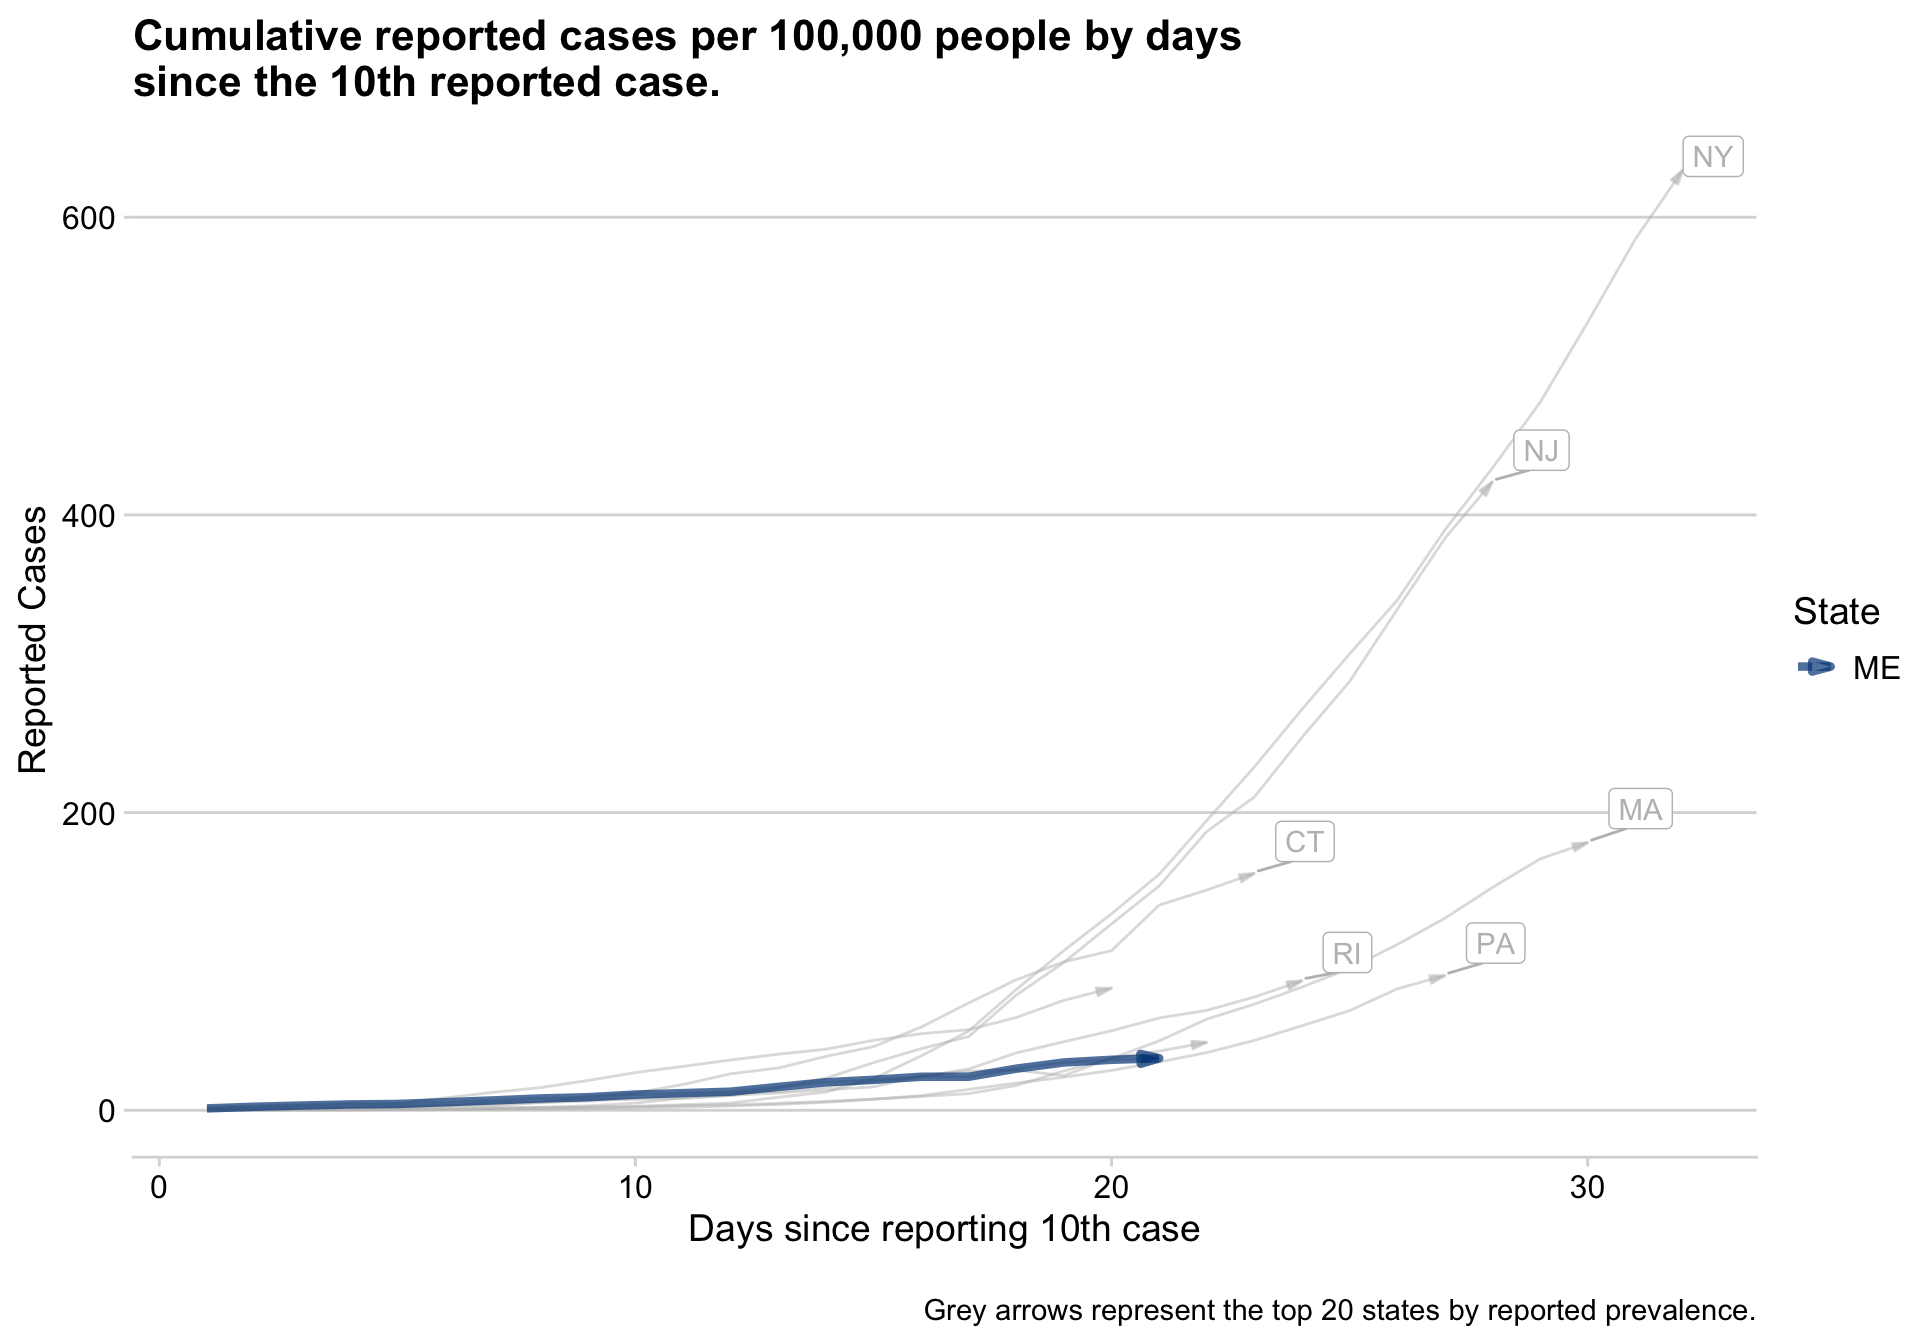 Cumulative reported cases per 100,000 people by days
since the 10th reported case.
NY
600
NJ
400
Reported Cases
State
ME
MA
200
CT
PA
RI
0
0 10 20 30
Days since reporting 10th case
Grey arrows represent the top 20 states by reported prevalence.